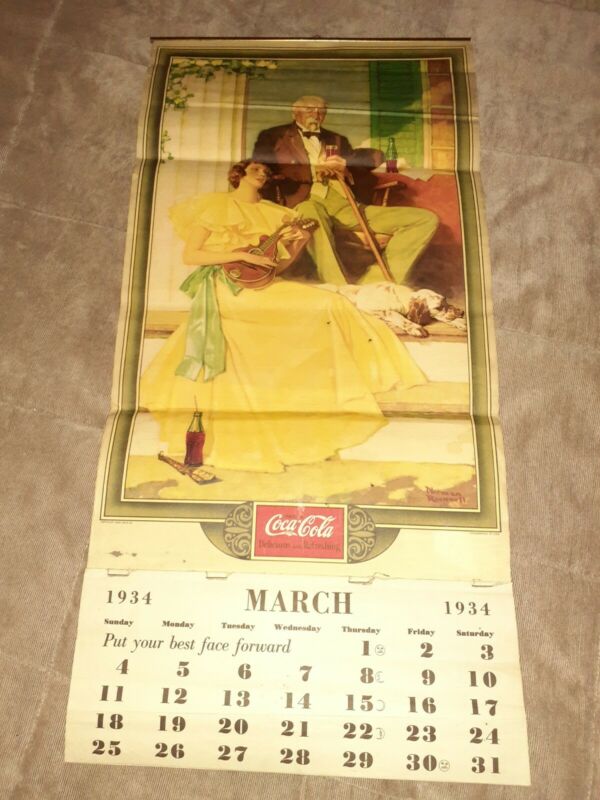 Norman
Rockwell
Coca-Cola
Delicious and Refreshing
1934 MARCH 1934
Sunday Monday Tuesday Wednesday Thursday Friday Saturday
Put your best face forward 1 2 3
4 5 6 7 8 9 10
11 12 13 14 15 16 17
18 19 20 21 22 23 24
25 26 27 28 29 30 31